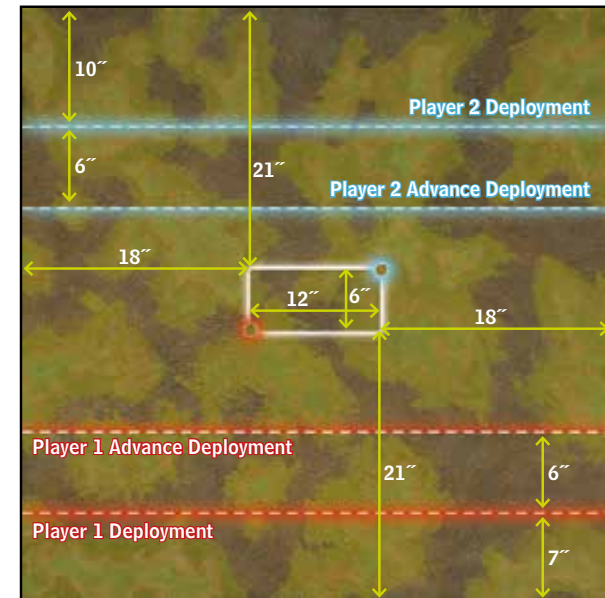 10″
Player 2 Deployment
6″
21″
Player 2 Advance Deployment
18″
12″
6″
18″
Player 1 Advance Deployment
21″
6″
Player 1 Deployment
7″